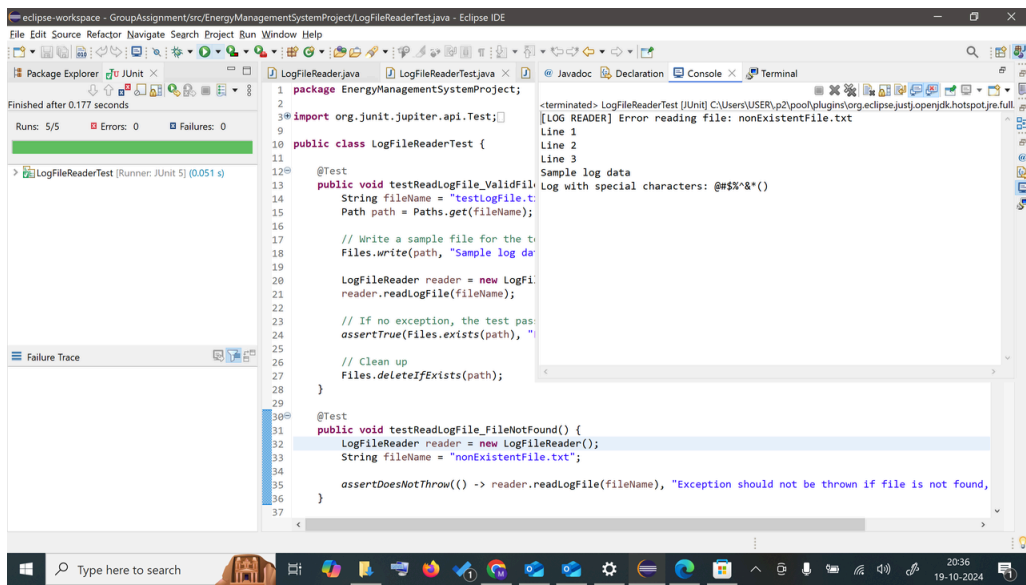 eclipse-workspace - GroupAssignment/src/EnergyManagementSystemProject/LogFileReaderTest.java - Eclipse IDE
File Edit Source Refactor Navigate Search Project Run Window Help
Package Explorer JUnit
Finished after 0.177 seconds
Runs: 5/5 Errors: 0 Failures: 0
LogFileReaderTest [Runner: JUnit 5] (0.051 s)
Failure Trace
LogFileReader.java LogFileReaderTest.java
1 package EnergyManagementSystemProject;
2
3 import org.junit.jupiter.api.Test;
9
10 public class LogFileReaderTest {
11
12 @Test
13 public void testReadLogFile_ValidFil
14 String fileName = "testLogFile.t
15 Path path = Paths.get(fileName);
16
17 // Write a sample file for the t
18 Files.write(path, "Sample log da
19
20 LogFileReader reader = new LogFi
21 reader.readLogFile(fileName);
22
23 // If no exception, the test pas
24 assertTrue(Files.exists(path), "
25
26 // Clean up
27 Files.deleteIfExists(path);
28 }
29
30 @Test
31 public void testReadLogFile_FileNotFound() {
32 LogFileReader reader = new LogFileReader();
33 String fileName = "nonExistentFile.txt";
34
35 assertDoesNotThrow(() -> reader.readLogFile(fileName), "Exception should not be thrown if file is not found,
36 }
37
Javadoc Declaration Console Terminal
<terminated> LogFileReaderTest [JUnit] C:\Users\USER\.p2\pool\plugins\org.eclipse.justj.openjdk.hotspot.jre.full.
[LOG READER] Error reading file: nonExistentFile.txt
Line 1
Line 2
Line 3
Sample log data
Log with special characters: @#$%^&*()
Type here to search
20:36
19-10-2024